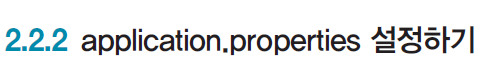 2.2.2 application.properties 설정하기